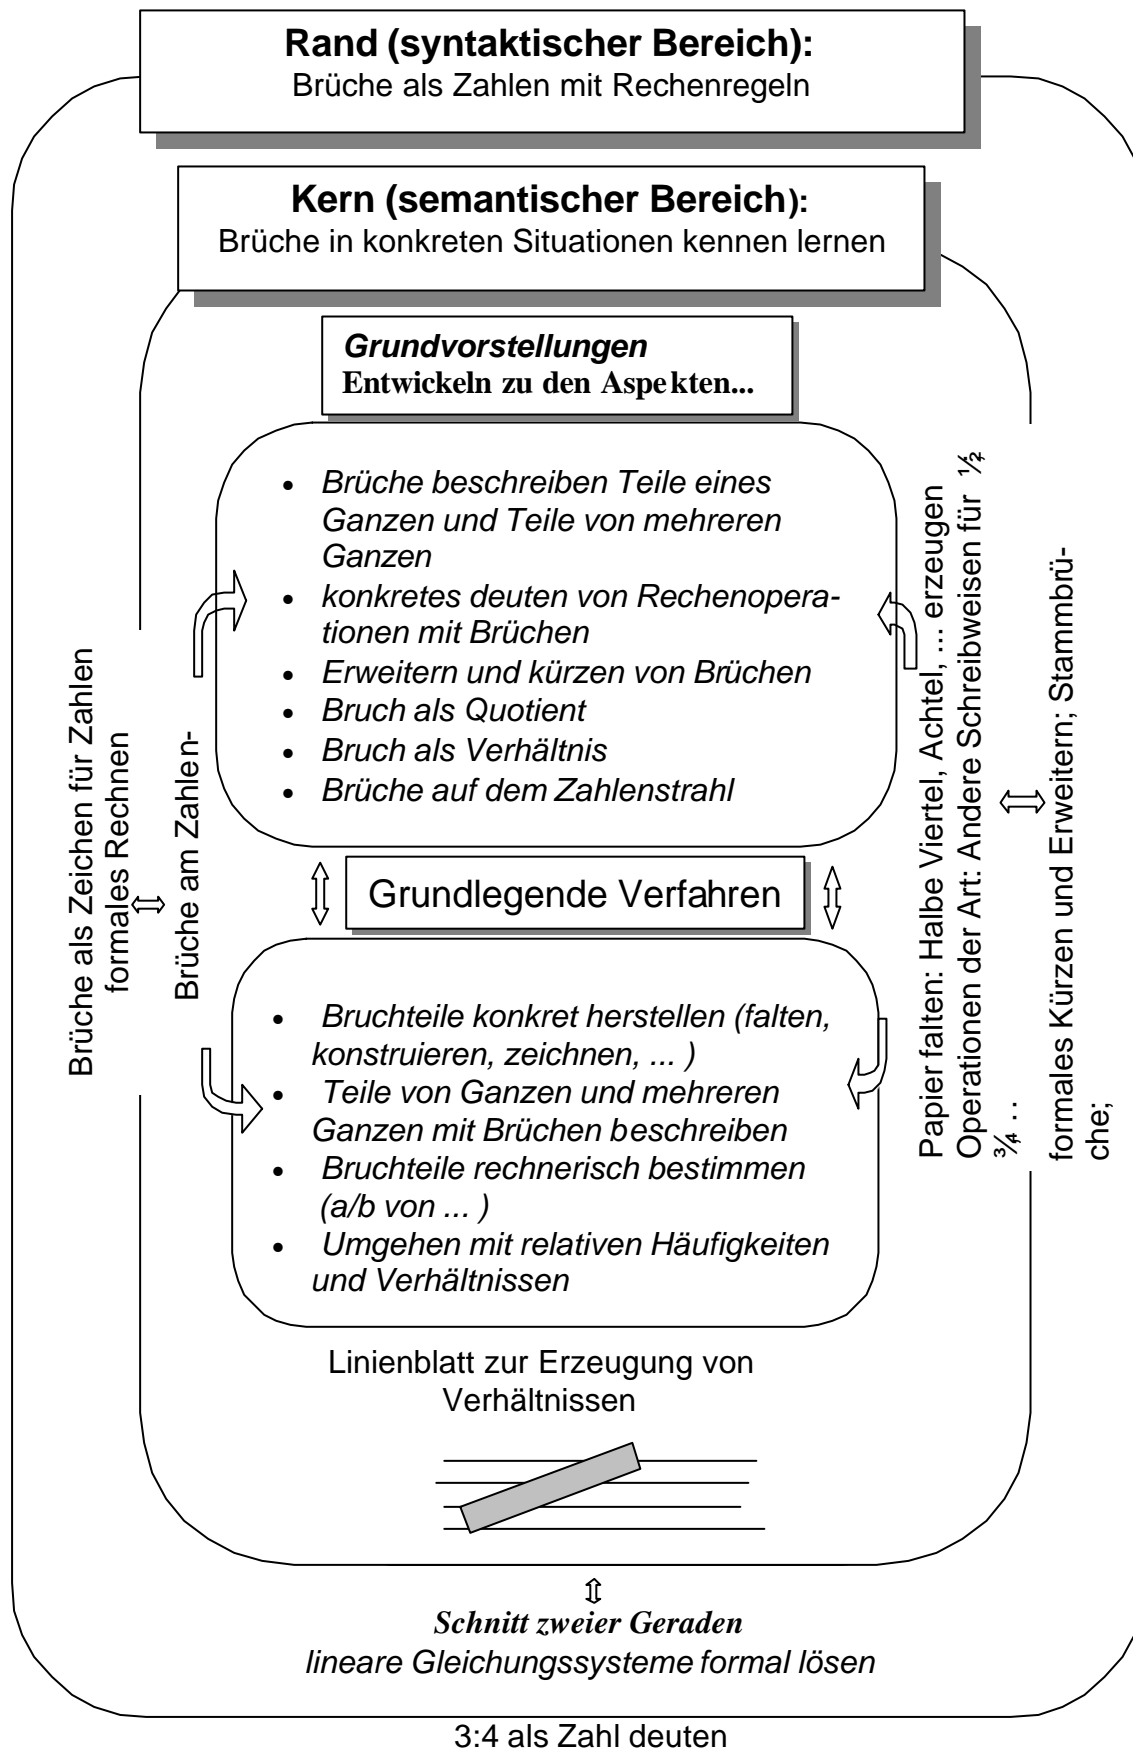 Rand (syntaktischer Bereich):
Brüche als Zahlen mit Rechenregeln
Kern (semantischer Bereich):
Brüche in konkreten Situationen kennen lernen
Grundvorstellungen
Entwickeln zu den Aspekten...
• Brüche beschreiben Teile eines
Ganzen und Teile von mehreren
Ganzen
• konkretes deuten von Rechenopera-
tionen mit Brüchen
• Erweitern und kürzen von Brüchen
• Bruch als Quotient
• Bruch als Verhältnis
• Brüche auf dem Zahlenstrahl
Brüche als Zeichen für Zahlen
formales Rechnen
Brüche am Zahlen-
Papier falten: Halbe Viertel, Achtel, ... erzeugen
Operationen der Art: Andere Schreibweisen für ½,
¾, . .
formales Kürzen und Erweitern; Stammbrü-
che;
Grundlegende Verfahren
• Bruchteile konkret herstellen (falten,
konstruieren, zeichnen, ... )
• Teile von Ganzen und mehreren
Ganzen mit Brüchen beschreiben
• Bruchteile rechnerisch bestimmen
(a/b von ... )
• Umgehen mit relativen Häufigkeiten
und Verhältnissen
Linienblatt zur Erzeugung von
Verhältnissen
Schnitt zweier Geraden
lineare Gleichungssysteme formal lösen
3:4 als Zahl deuten